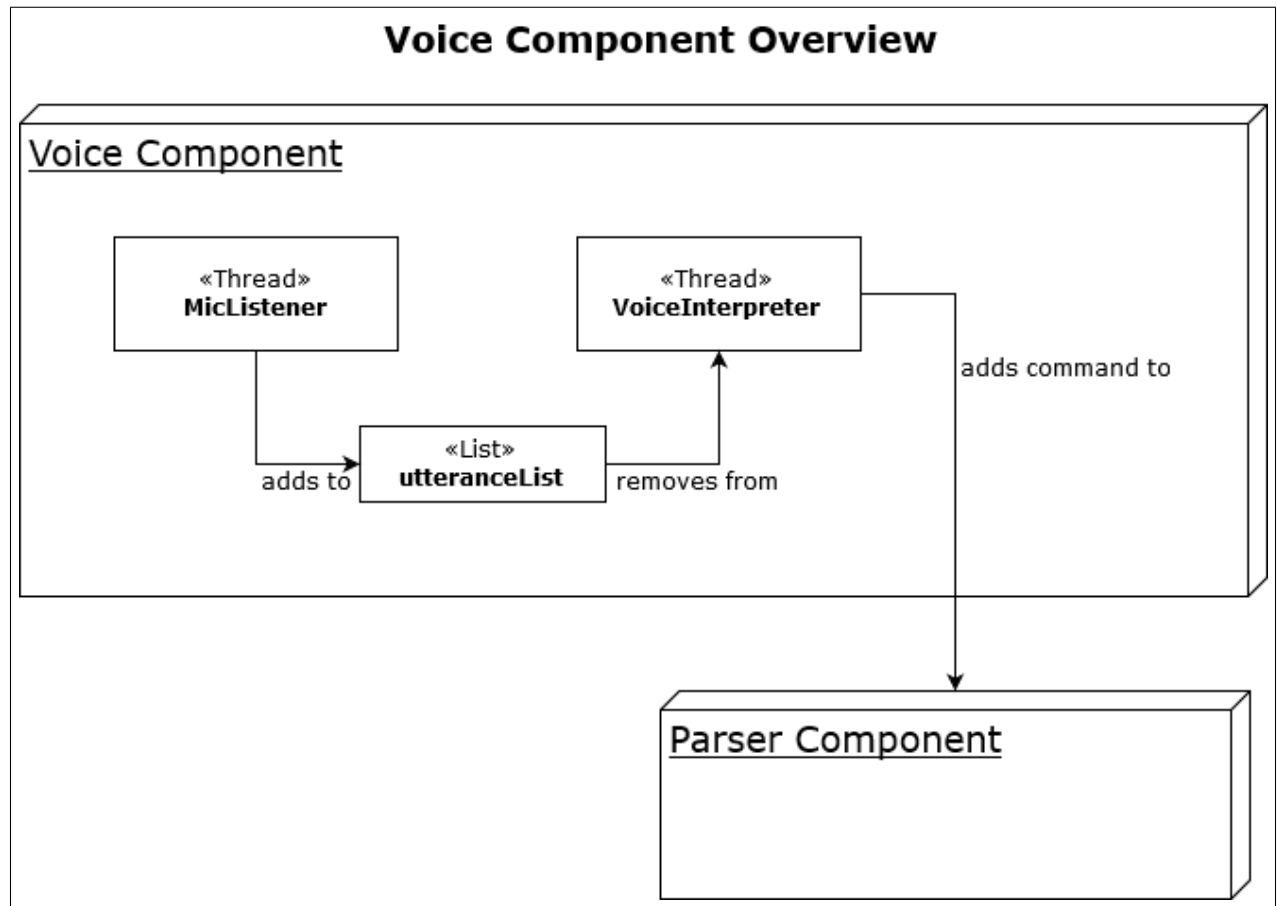 Voice Component Overview
Voice Component
«Thread»
MicListener
«Thread»
VoiceInterpreter
adds command to
«List»
utteranceList
adds to
removes from
Parser Component